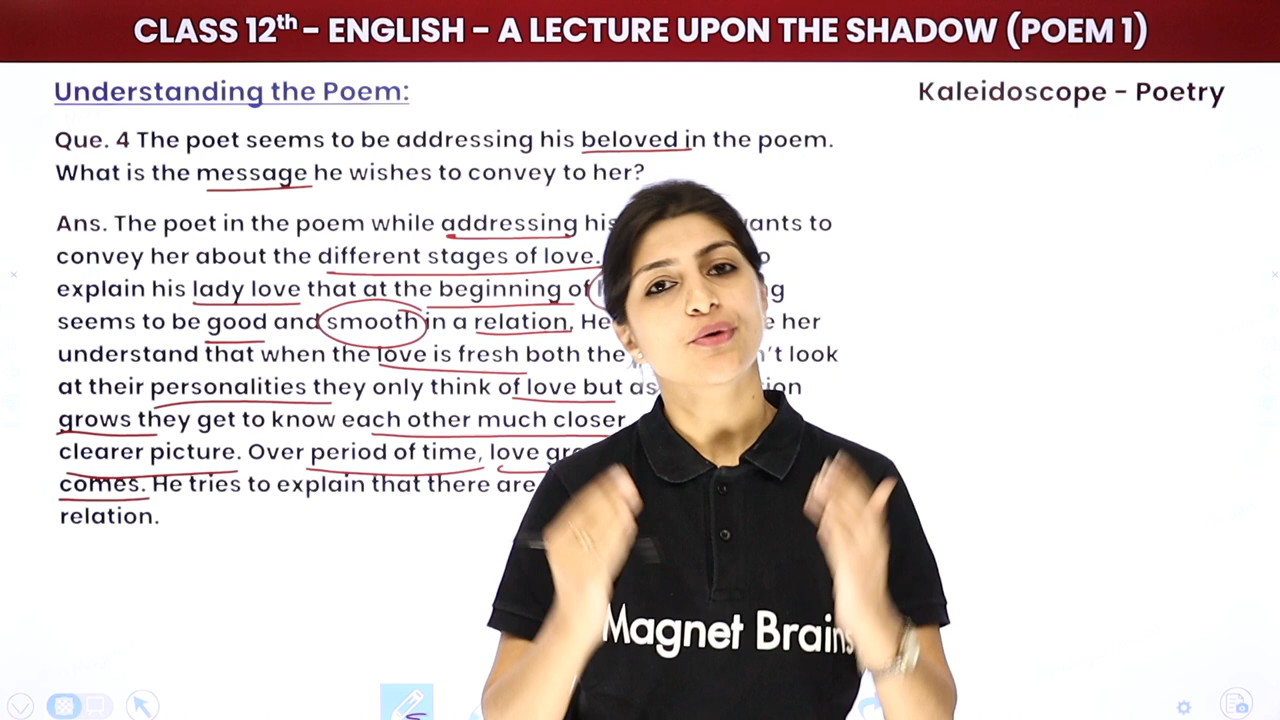 CLASS 12th – ENGLISH – A LECTURE UPON THE SHADOW (POEM 1)
Understanding the Poem:
Kaleidoscope – Poetry
Que. 4 The poet seems to be addressing his beloved in the poem.
What is the message he wishes to convey to her?
Ans. The poet in the poem while addressing his wants to
convey her about the different stages of love.
explain his lady love that at the beginning of
seems to be good and smooth in a relation, He her
understand that when the love is fresh both the look
at their personalities they only think of love but as
grows they get to know each other much closer
clearer picture. Over period of time, love
comes. He tries to explain that there are
relation.
Magnet Brains